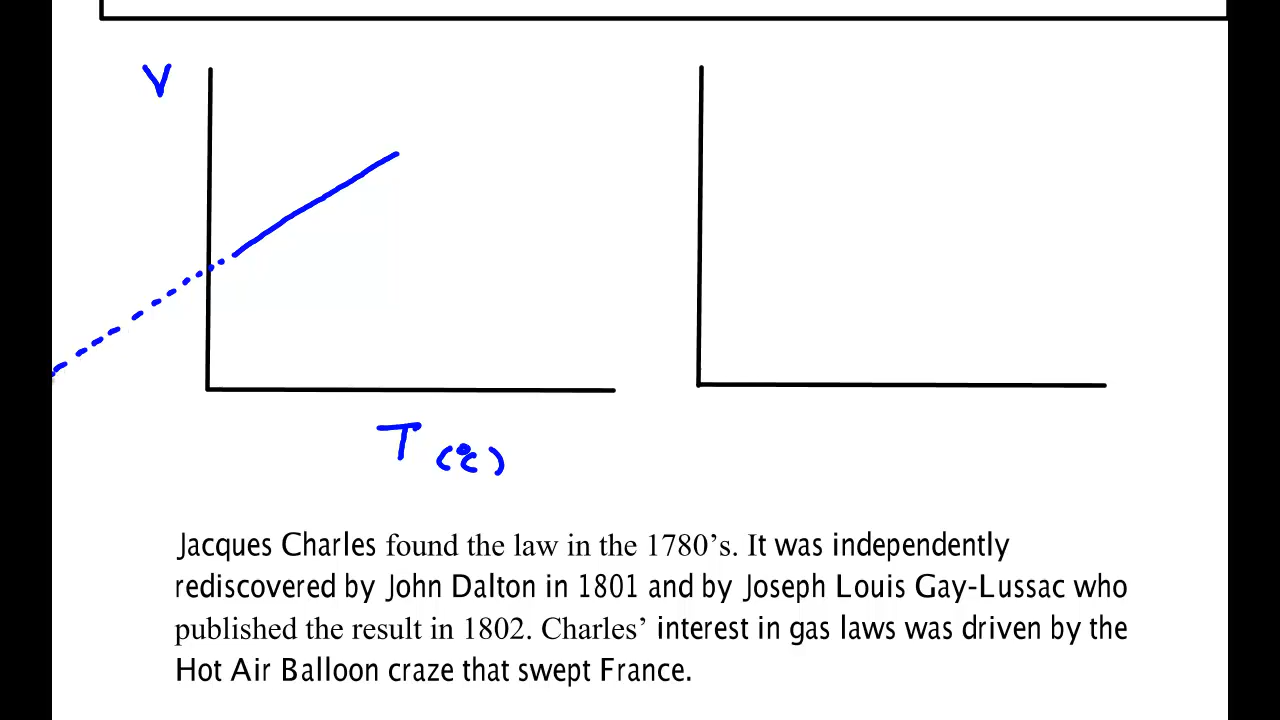 V
T (°C)
Jacques Charles found the law in the 1780’s. It was independently
rediscovered by John Dalton in 1801 and by Joseph Louis Gay-Lussac who
published the result in 1802. Charles’ interest in gas laws was driven by the
Hot Air Balloon craze that swept France.